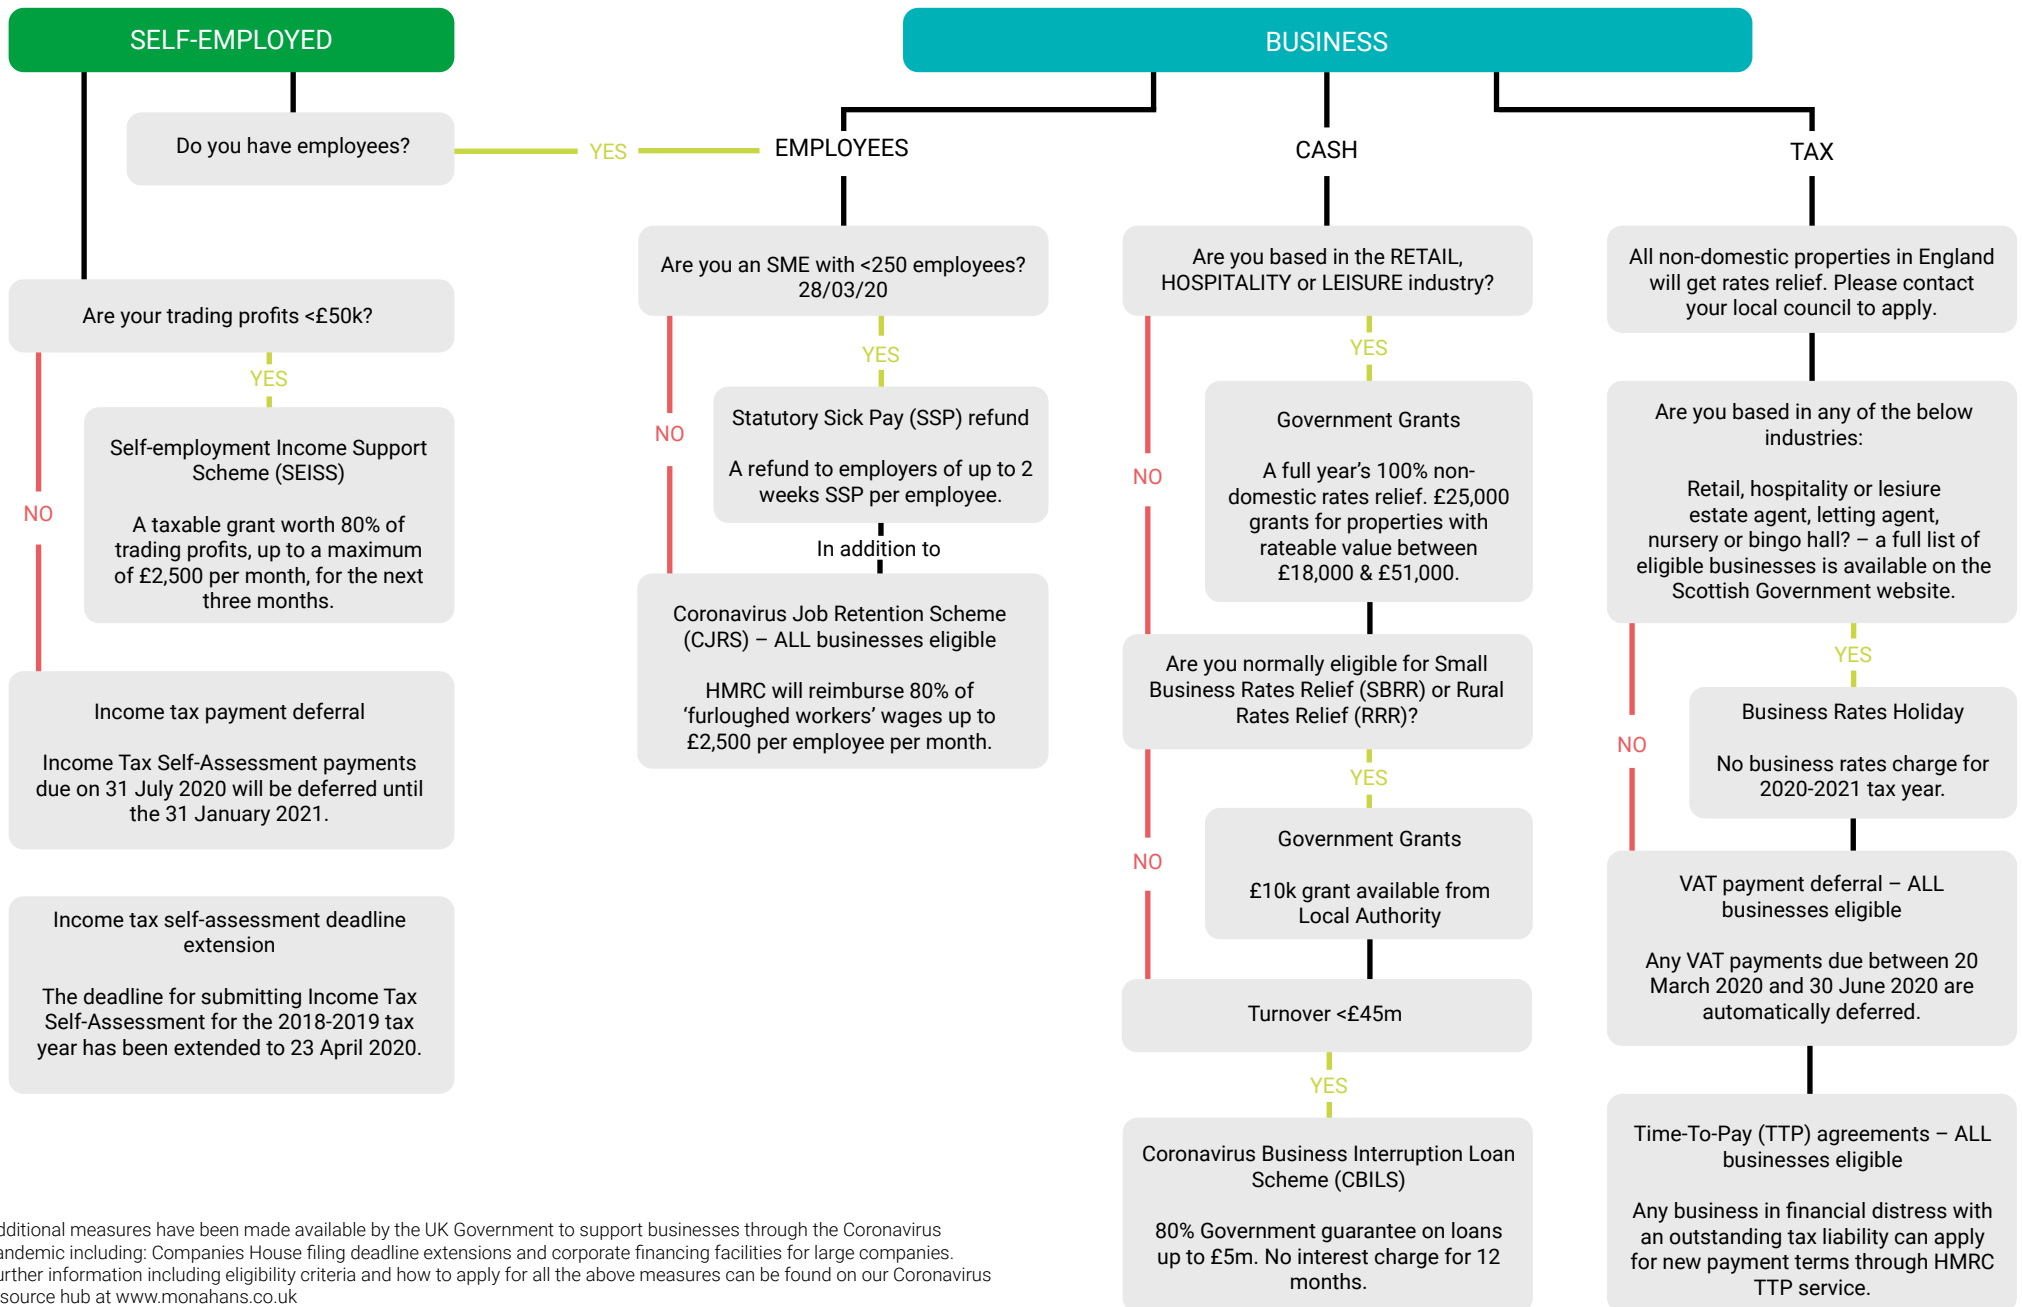 SELF-EMPLOYED
Do you have employees?
YES
Are your trading profits <£50k?
YES
NO
Self-employment Income Support
Scheme (SEISS)
A taxable grant worth 80% of
trading profits, up to a maximum
of £2,500 per month, for the next
three months.
Income tax payment deferral
Income Tax Self-Assessment payments
due on 31 July 2020 will be deferred until
the 31 January 2021.
Income tax self-assessment deadline
extension
The deadline for submitting Income Tax
Self-Assessment for the 2018-2019 tax
year has been extended to 23 April 2020.
BUSINESS
EMPLOYEES
Are you an SME with <250 employees?
28/03/20
YES
NO
Statutory Sick Pay (SSP) refund
A refund to employers of up to 2
weeks SSP per employee.
In addition to
Coronavirus Job Retention Scheme
(CJRS) – ALL businesses eligible
HMRC will reimburse 80% of
‘furloughed workers’ wages up to
£2,500 per employee per month.
CASH
Are you based in the RETAIL,
HOSPITALITY or LEISURE industry?
YES
NO
Government Grants
A full year’s 100% non-
domestic rates relief. £25,000
grants for properties with
rateable value between
£18,000 & £51,000.
Are you normally eligible for Small
Business Rates Relief (SBRR) or Rural
Rates Relief (RRR)?
YES
NO
Government Grants
£10k grant available from
Local Authority
Turnover <£45m
YES
Coronavirus Business Interruption Loan
Scheme (CBILS)
80% Government guarantee on loans
up to £5m. No interest charge for 12
months.
TAX
All non-domestic properties in England
will get rates relief. Please contact
your local council to apply.
Are you based in any of the below
industries:
Retail, hospitality or lesiure
estate agent, letting agent,
nursery or bingo hall? – a full list of
eligible businesses is available on the
Scottish Government website.
YES
NO
Business Rates Holiday
No business rates charge for
2020-2021 tax year.
VAT payment deferral – ALL
businesses eligible
Any VAT payments due between 20
March 2020 and 30 June 2020 are
automatically deferred.
Time-To-Pay (TTP) agreements – ALL
businesses eligible
Any business in financial distress with
an outstanding tax liability can apply
for new payment terms through HMRC
TTP service.
dditional measures have been made available by the UK Government to support businesses through the Coronavirus
andemic including: Companies House filing deadline extensions and corporate financing facilities for large companies.
urther information including eligibility criteria and how to apply for all the above measures can be found on our Coronavirus
source hub at www.monahans.co.uk